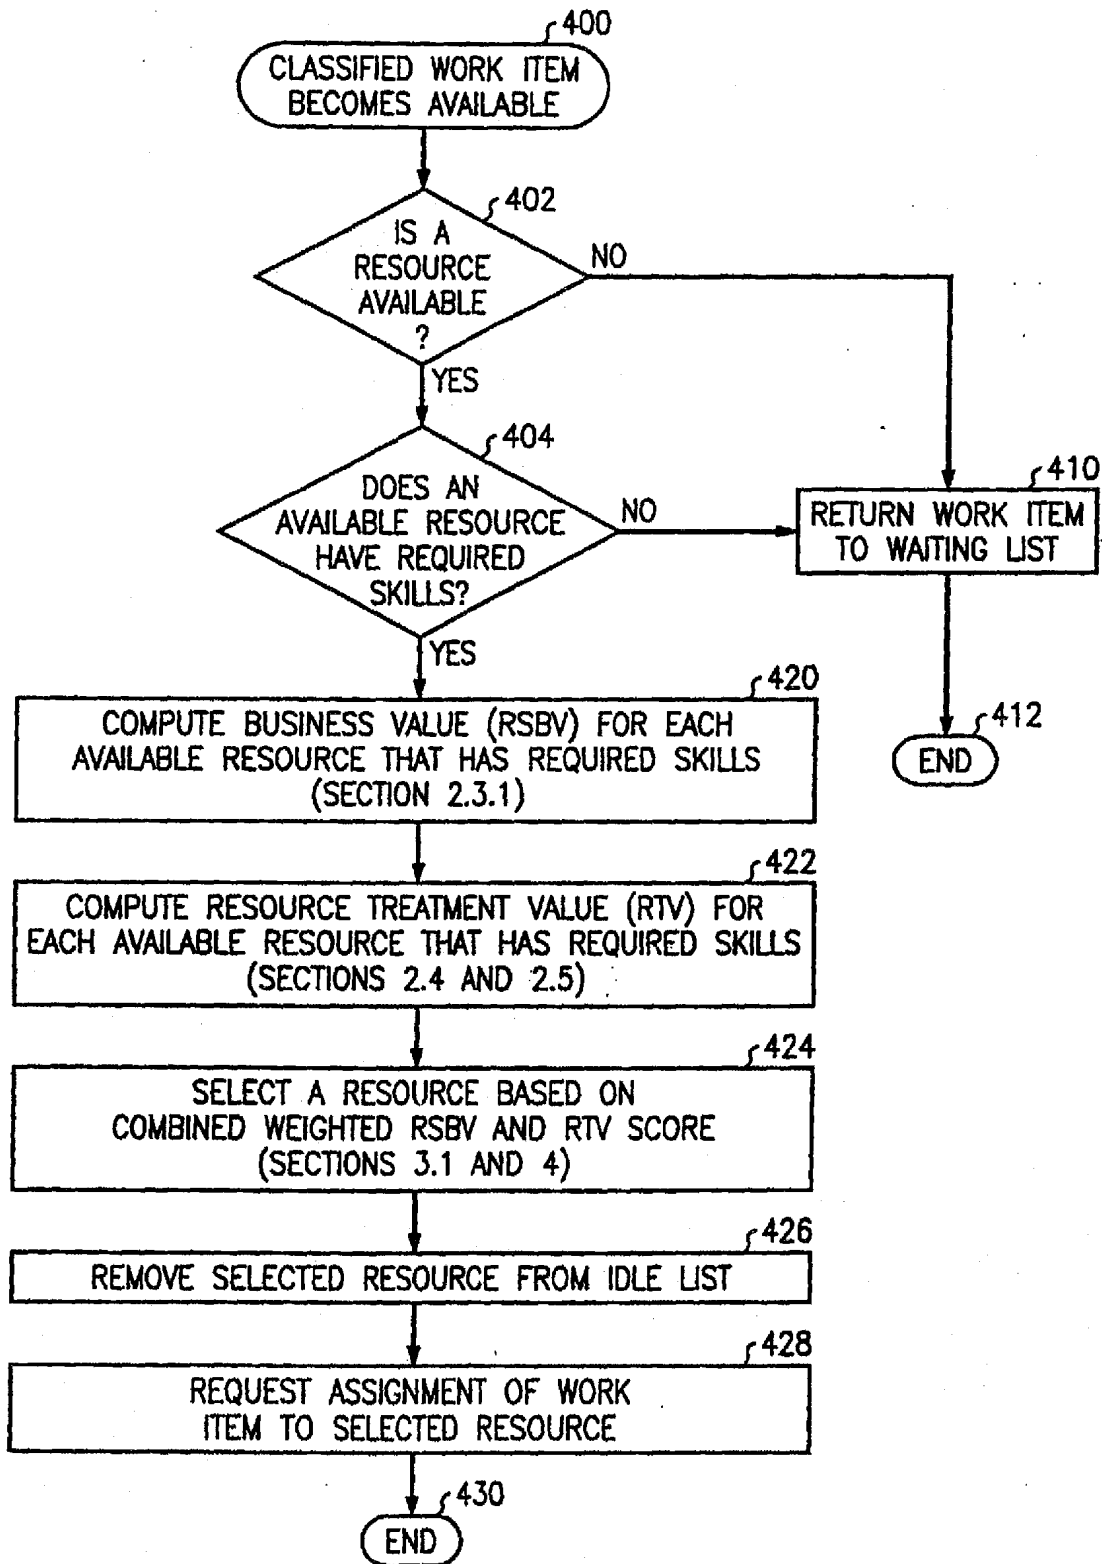 400
CLASSIFIED WORK ITEM
BECOMES AVAILABLE
402
IS A
RESOURCE
AVAILABLE
?
NO
YES
404
DOES AN
AVAILABLE RESOURCE
HAVE REQUIRED
SKILLS?
NO
410
RETURN WORK ITEM
TO WAITING LIST
YES
412
END
420
COMPUTE BUSINESS VALUE (RSBV) FOR EACH
AVAILABLE RESOURCE THAT HAS REQUIRED SKILLS
(SECTION 2.3.1)
422
COMPUTE RESOURCE TREATMENT VALUE (RTV) FOR
EACH AVAILABLE RESOURCE THAT HAS REQUIRED SKILLS
(SECTIONS 2.4 AND 2.5)
424
SELECT A RESOURCE BASED ON
COMBINED WEIGHTED RSBV AND RTV SCORE
(SECTIONS 3.1 AND 4)
426
REMOVE SELECTED RESOURCE FROM IDLE LIST
428
REQUEST ASSIGNMENT OF WORK
ITEM TO SELECTED RESOURCE
430
END